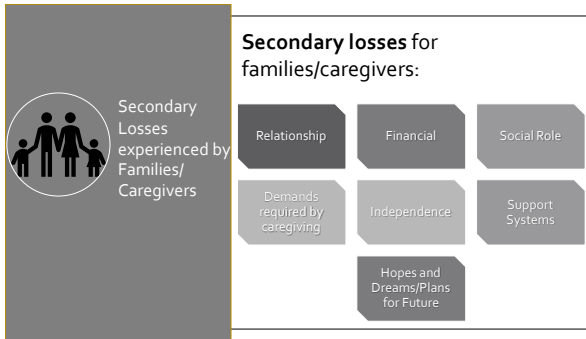 Secondary
Losses
experienced by
Families/
Caregivers
Secondary losses for
families/caregivers:
Relationship
Financial
Social Role
Demands
required by
caregiving
Independence
Support
Systems
Hopes and
Dreams/Plans
for Future